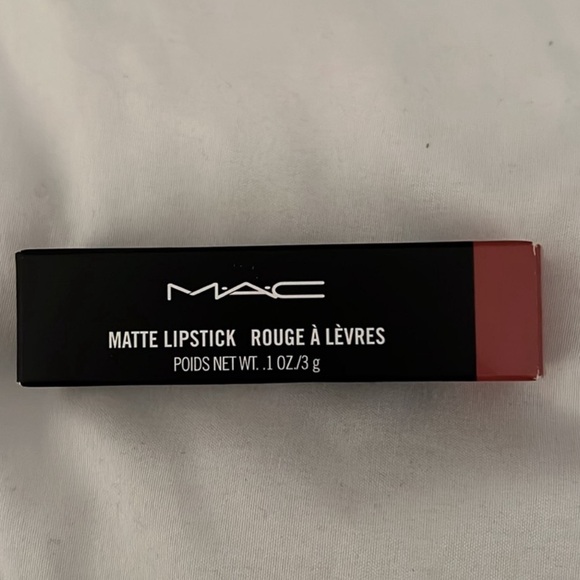 M·A·C
MATTE LIPSTICK ROUGE À LÈVRES
POIDS NET WT. .1 OZ./3 g